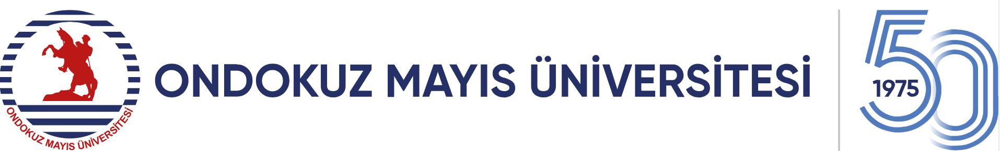 ONDOKUZ MAYIS ÜNİVERSİTESİ
ONDOKUZ MAYIS ÜNİVERSİTESİ
50
1975